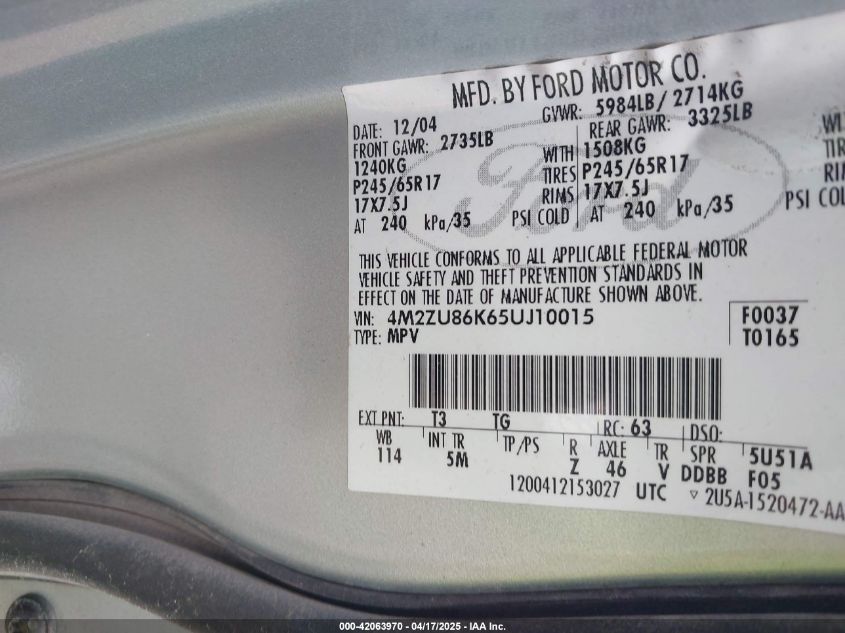 MFD. BY FORD MOTOR CO.
DATE: 12/04 GVWR: 5984LB/ 2714KG
FRONT GAWR: 2735LB REAR GAWR: 3325LB
1240KG WITH 1508KG WITH
P245/65R17 TIRES P245/65R17 TIRES
17X7.5J RIMS 17X7.5J
AT 240 kPa/35 PSI COLD AT 240 kPa/35 PSI COLD
THIS VEHICLE CONFORMS TO ALL APPLICABLE FEDERAL MOTOR
VEHICLE SAFETY AND THEFT PREVENTION STANDARDS IN
EFFECT ON THE DATE OF MANUFACTURE SHOWN ABOVE.
VIN: 4M2ZU86K65UJ10015 F0037
TYPE: MPV T0165
EXT PNT: T3 TG RC: 63 DSO:
WB INT TR TP/PS R AXLE TR SPR 5U51A
114 5M Z 46 V DDBB F05
1200412153027 UTC ▽ 2U5A-1520472-AA
Ford
000-42063970 - 04/17/2025 - IAA Inc.